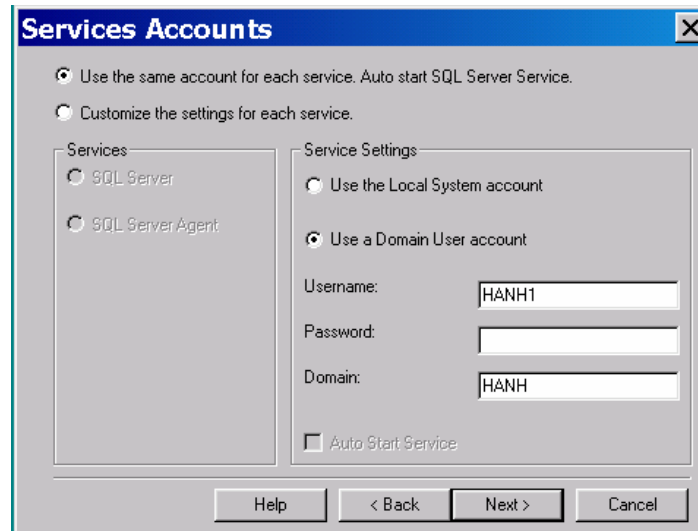 Services Accounts
Use the same account for each service. Auto start SQL Server Service.
Customize the settings for each service.
Services
SQL Server
SQL Server Agent
Service Settings
Use the Local System account
Use a Domain User account
Username:
HANH1
Password:
Domain:
HANH
Auto Start Service
Help
< Back
Next >
Cancel